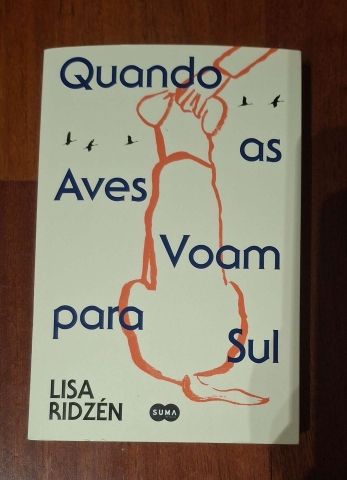 Quando
as
Aves
Voam
para
Sul
LISA
RIDZÉN
SUMA